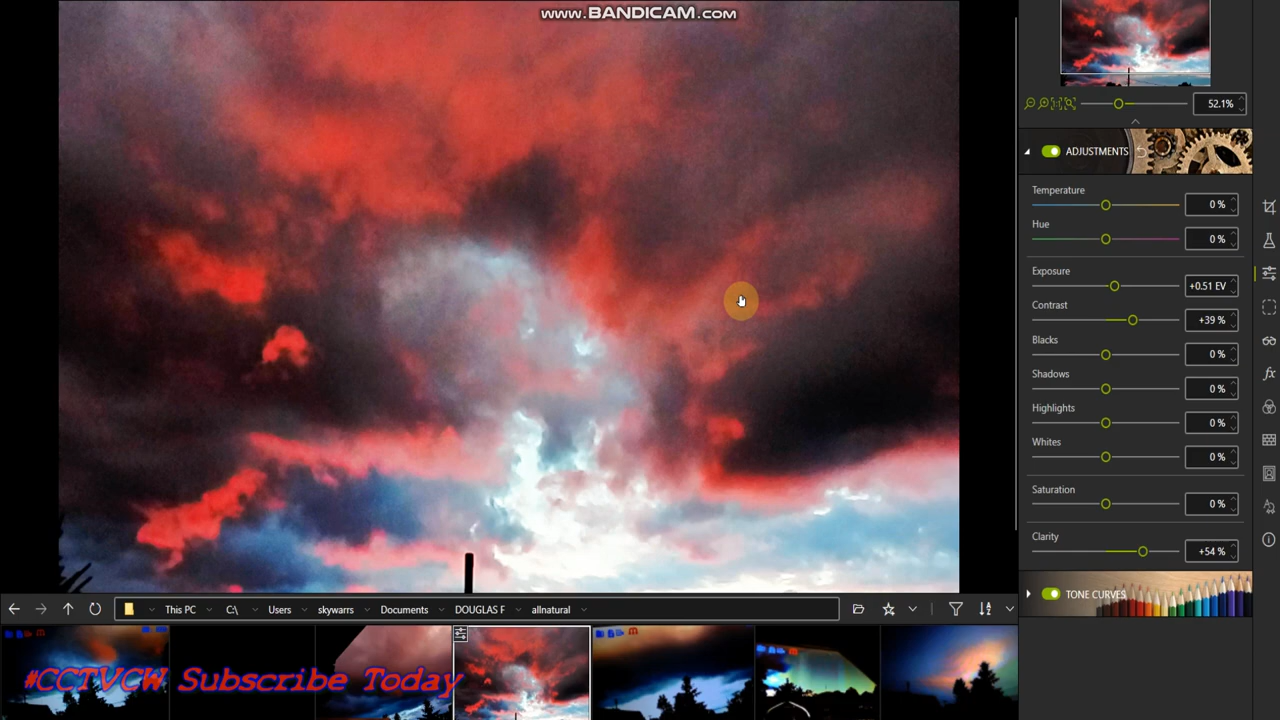 www.BANDICAM.com
52.1%
ADJUSTMENTS
Temperature
0 %
Hue
0 %
Exposure
+0.51 EV
Contrast
+39 %
Blacks
0 %
Shadows
0 %
Highlights
0 %
Whites
0 %
Saturation
0 %
Clarity
+54 %
TONE CURVES
This PC C:\ Users skywarrs Documents DOUGLAS F allnatural
#CCTVCW Subscribe Today